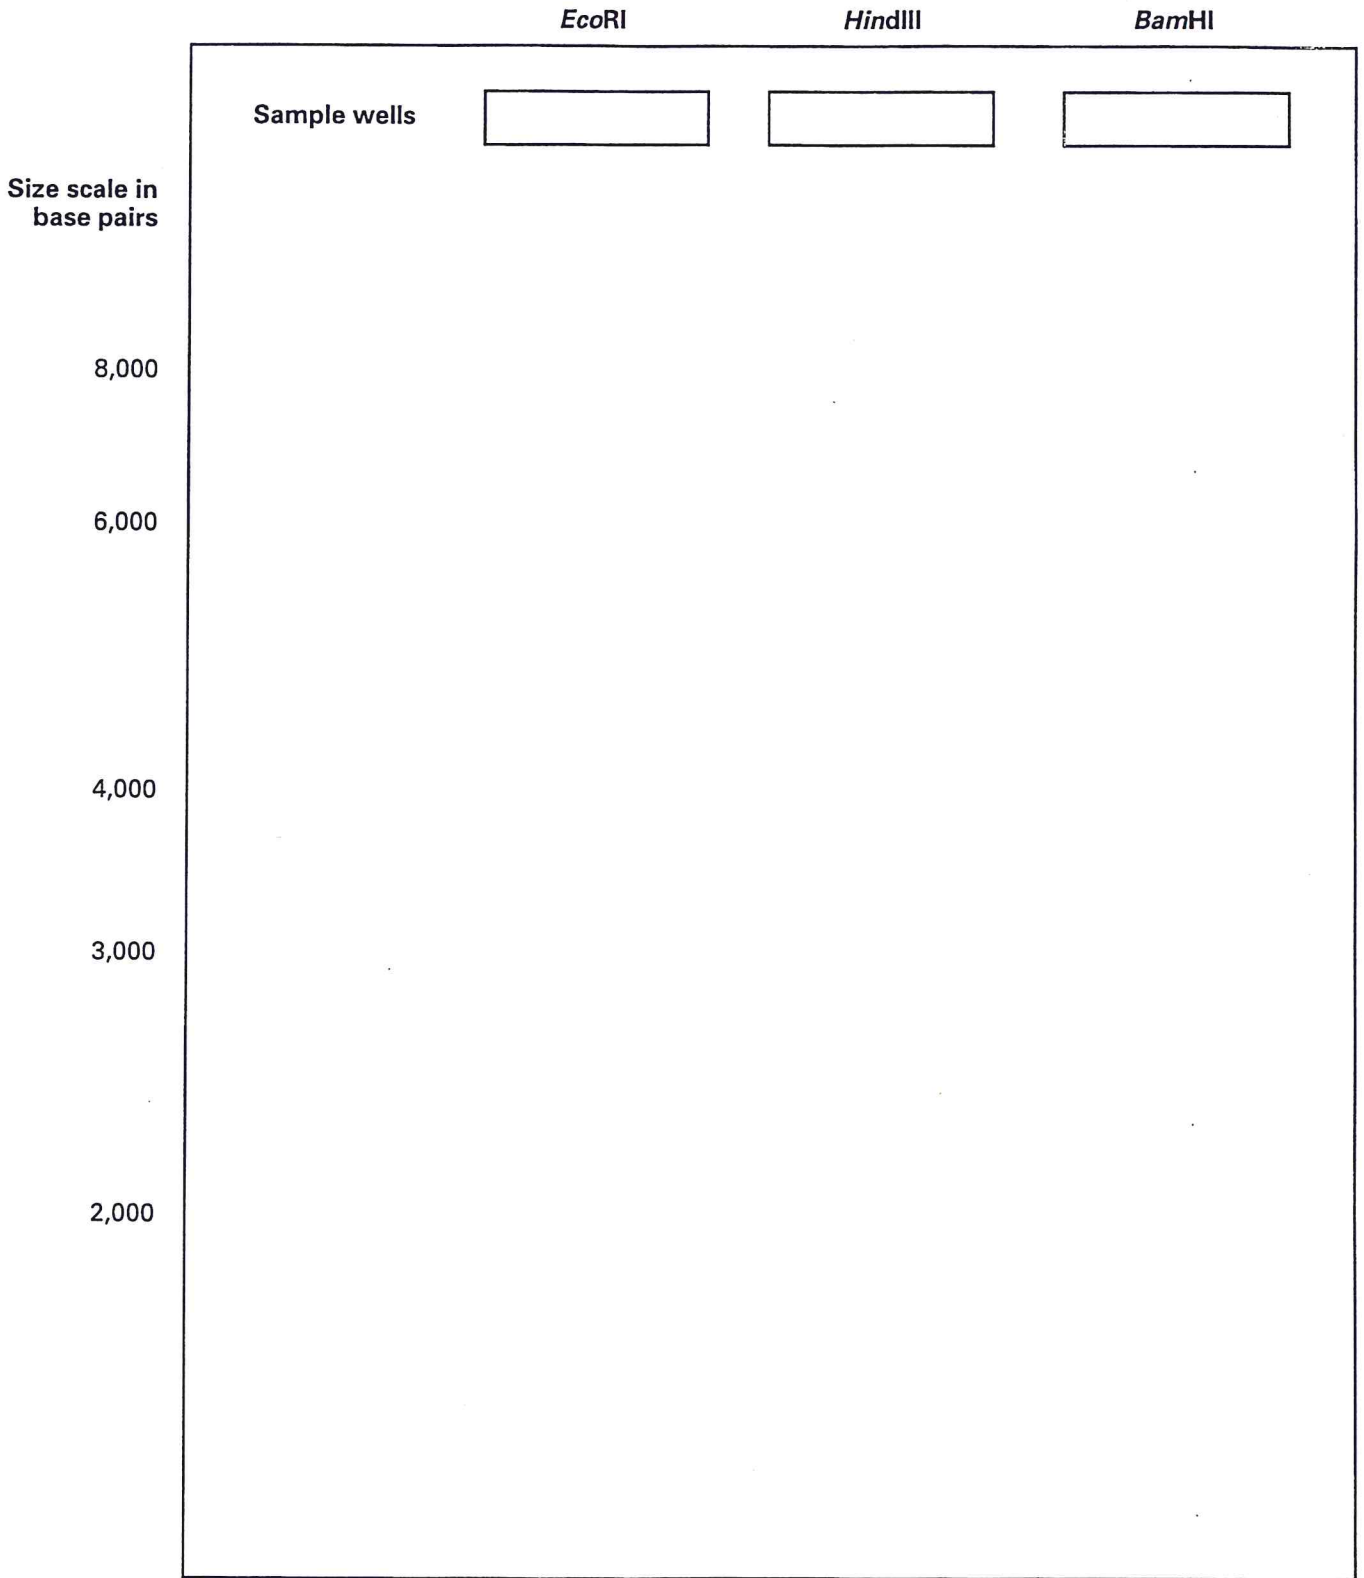 EcoRI HindIII BamHI
Sample wells
Size scale in
base pairs
8,000
6,000
4,000
3,000
2,000